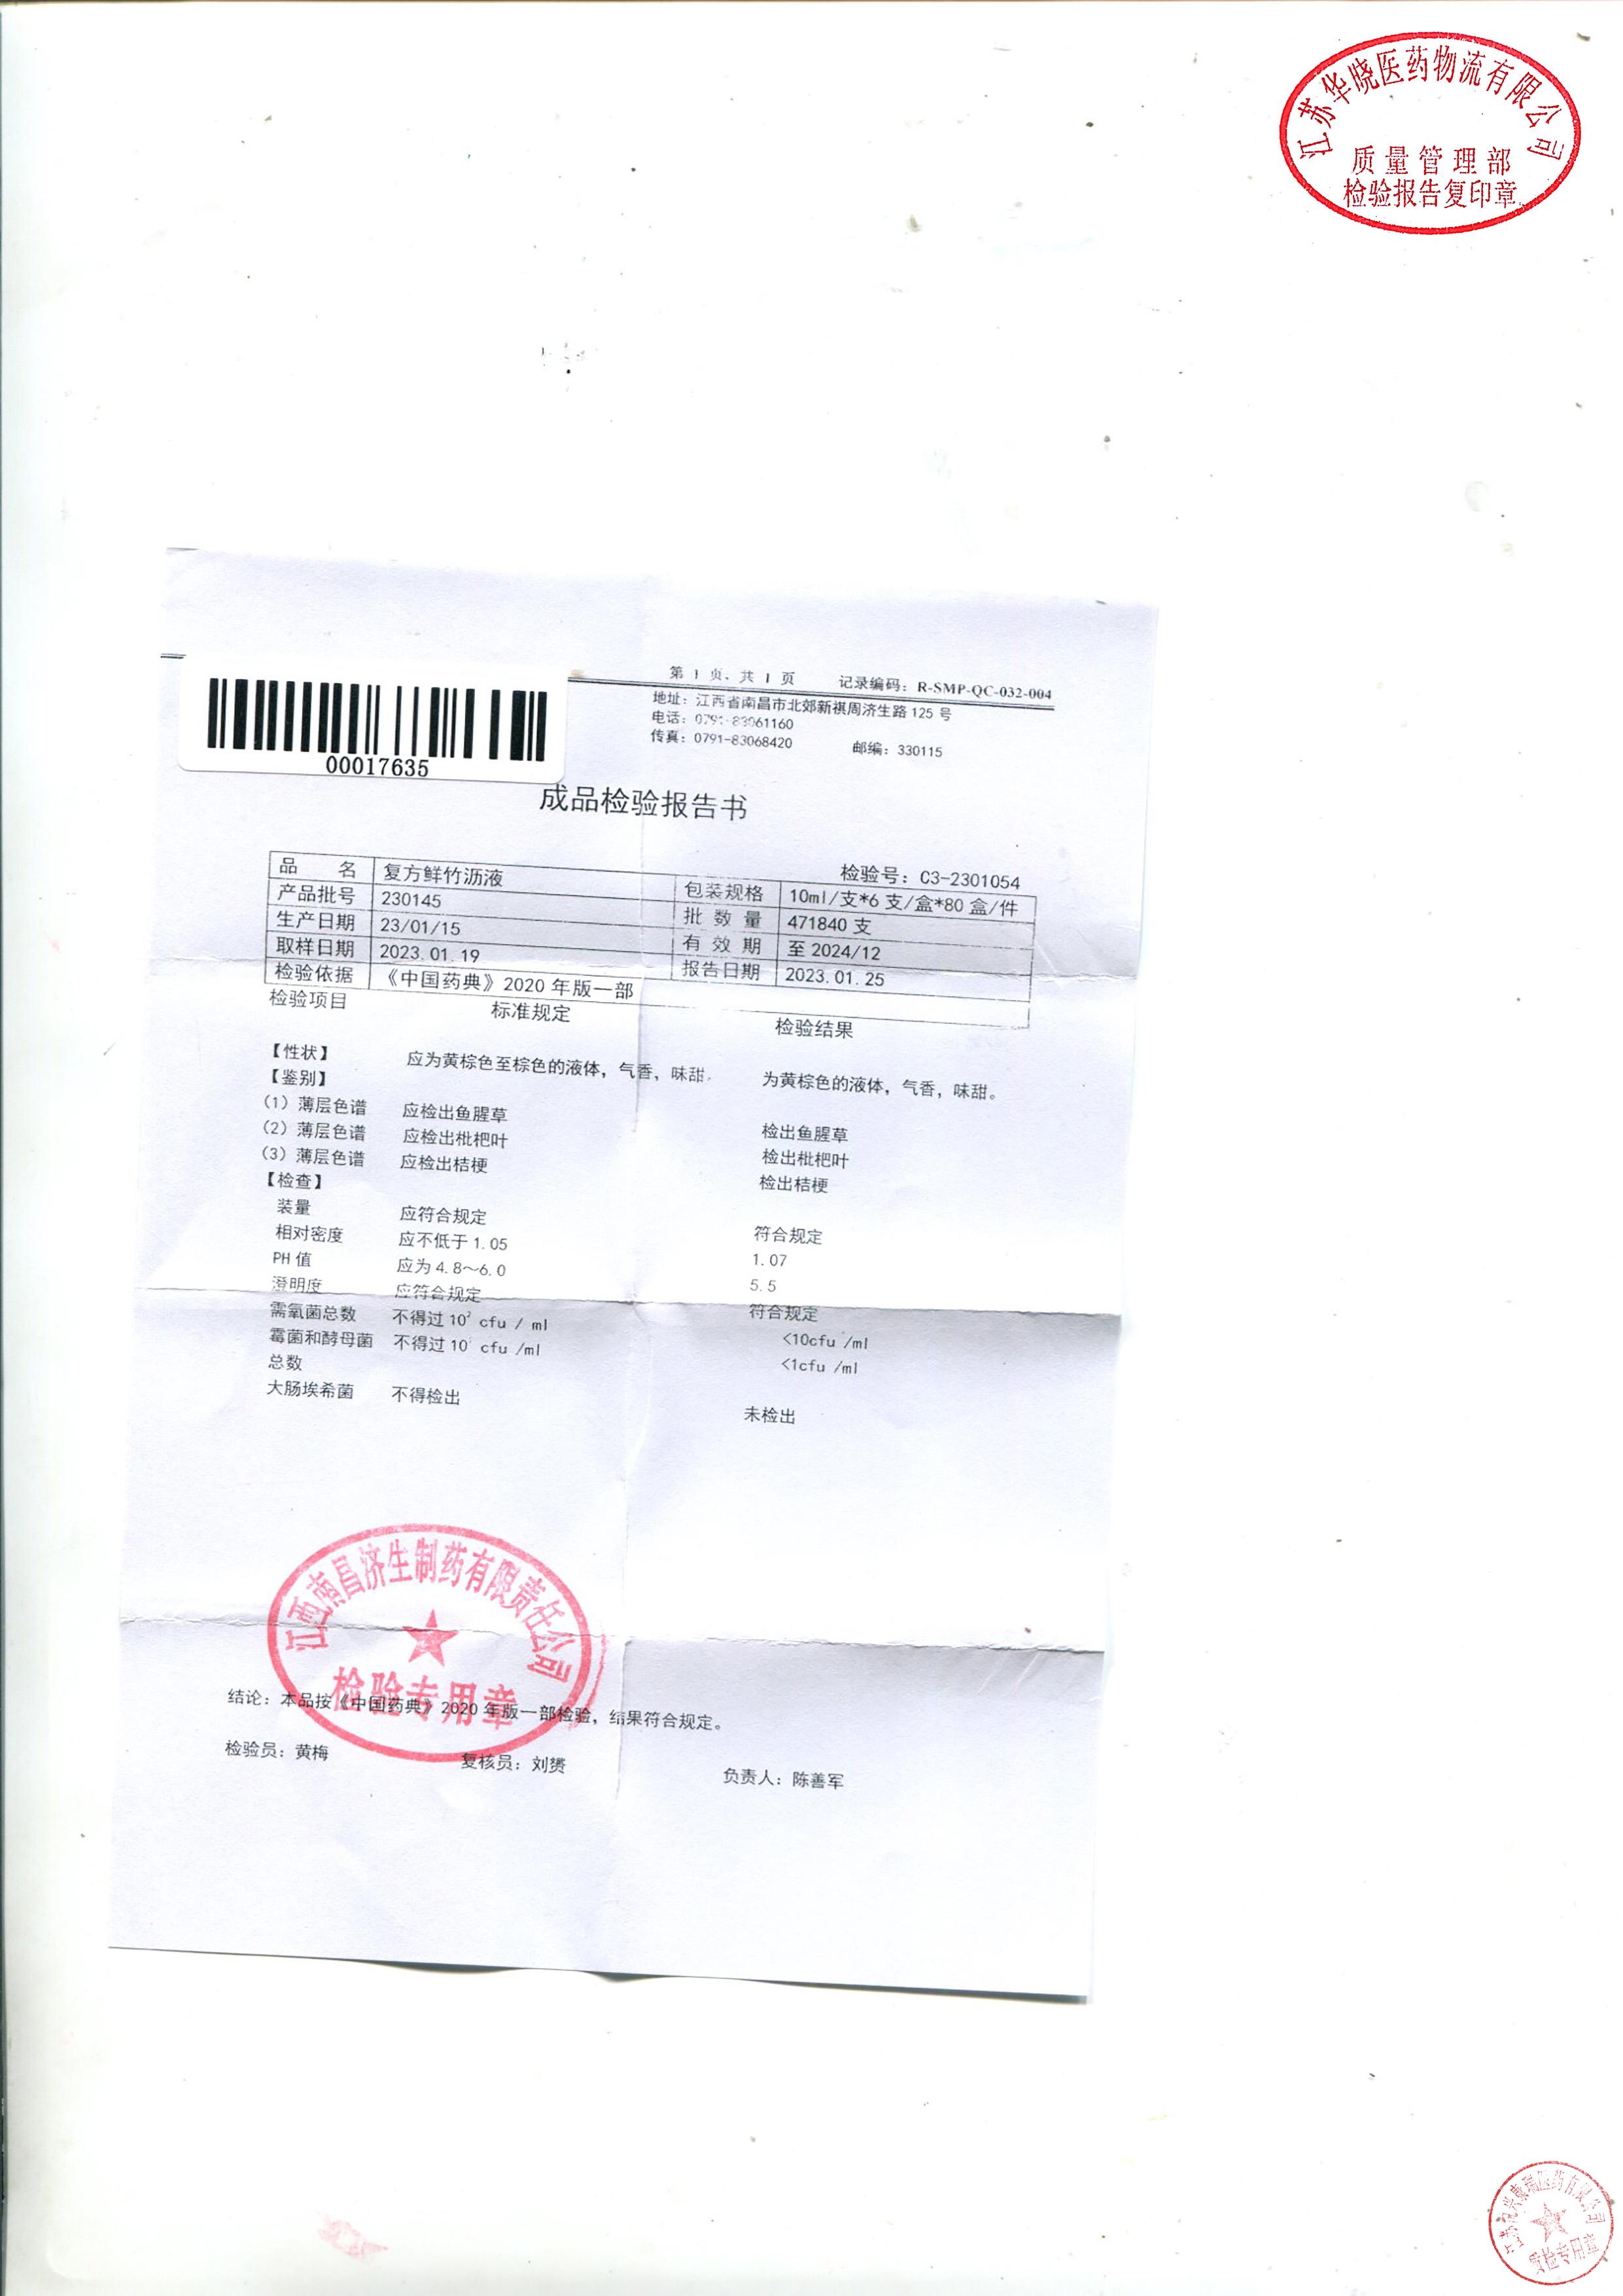 江苏华晓医药物流有限公司
质量管理部
检验报告复印章
第 1 页、共 1 页 记录编码：R-SMP-QC-032-004
00017635
地址：江西省南昌市北郊新祺周济生路 125 号
电话：0791-83061160
传真：0791-83068420 邮编：330115
成品检验报告书
检验号：C3-2301054
品 名 复方鲜竹沥液 包装规格 10ml/支*6 支/盒*80 盒/件
产品批号 230145 批 数 量 471840 支
生产日期 23/01/15 有 效 期 至 2024/12
取样日期 2023.01.19 报告日期 2023.01.25
检验依据 《中国药典》2020 年版一部
检验项目 标准规定 检验结果
【性状】 应为黄棕色至棕色的液体，气香，味甜。 为黄棕色的液体，气香，味甜。
【鉴别】
（1）薄层色谱 应检出鱼腥草 检出鱼腥草
（2）薄层色谱 应检出枇杷叶 检出枇杷叶
（3）薄层色谱 应检出桔梗 检出桔梗
【检查】
装量 应符合规定 符合规定
相对密度 应不低于 1.05 1.07
PH 值 应为 4.8～6.0 5.5
澄明度 应符合规定 符合规定
需氧菌总数 不得过 10² cfu / ml <10cfu /ml
霉菌和酵母菌 不得过 10 cfu /ml <1cfu /ml
总数
大肠埃希菌 不得检出 未检出
江西南昌济生制药有限责任公司
检验专用章
结论：本品按《中国药典》2020 年版一部检验，结果符合规定。
检验员：黄梅 复核员：刘赟 负责人：陈善军
质检专用章